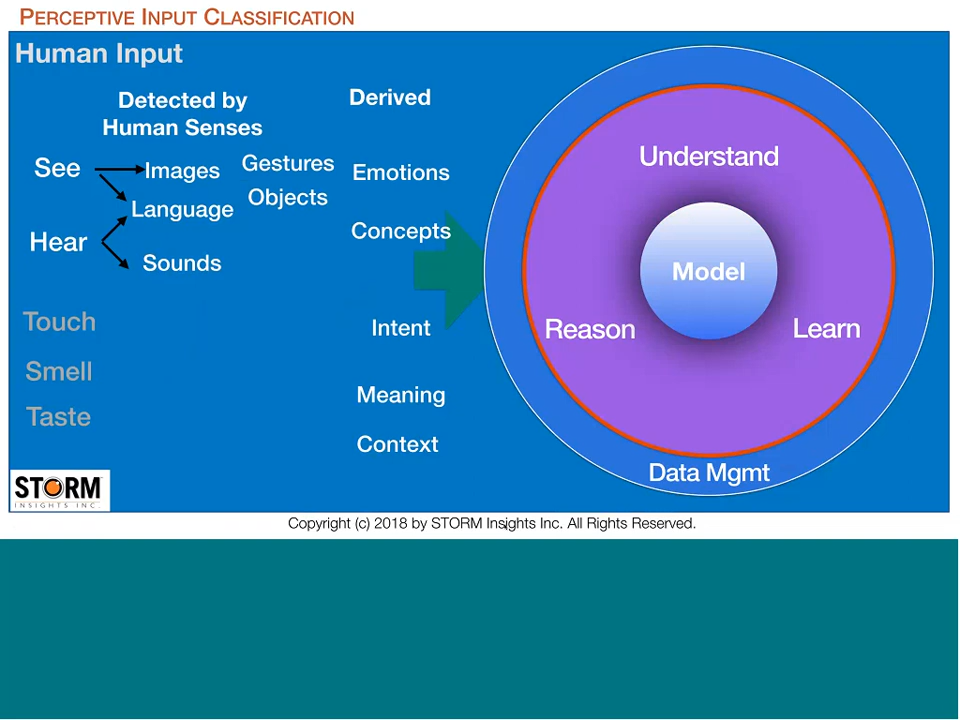 PERCEPTIVE INPUT CLASSIFICATION
Human Input
Detected by
Human Senses
Derived
See
Images
Gestures
Emotions
Language
Objects
Hear
Concepts
Sounds
Touch
Intent
Smell
Meaning
Taste
Context
Understand
Model
Reason
Learn
Data Mgmt
STORM
INSIGHTS INC.
Copyright (c) 2018 by STORM Insights Inc. All Rights Reserved.